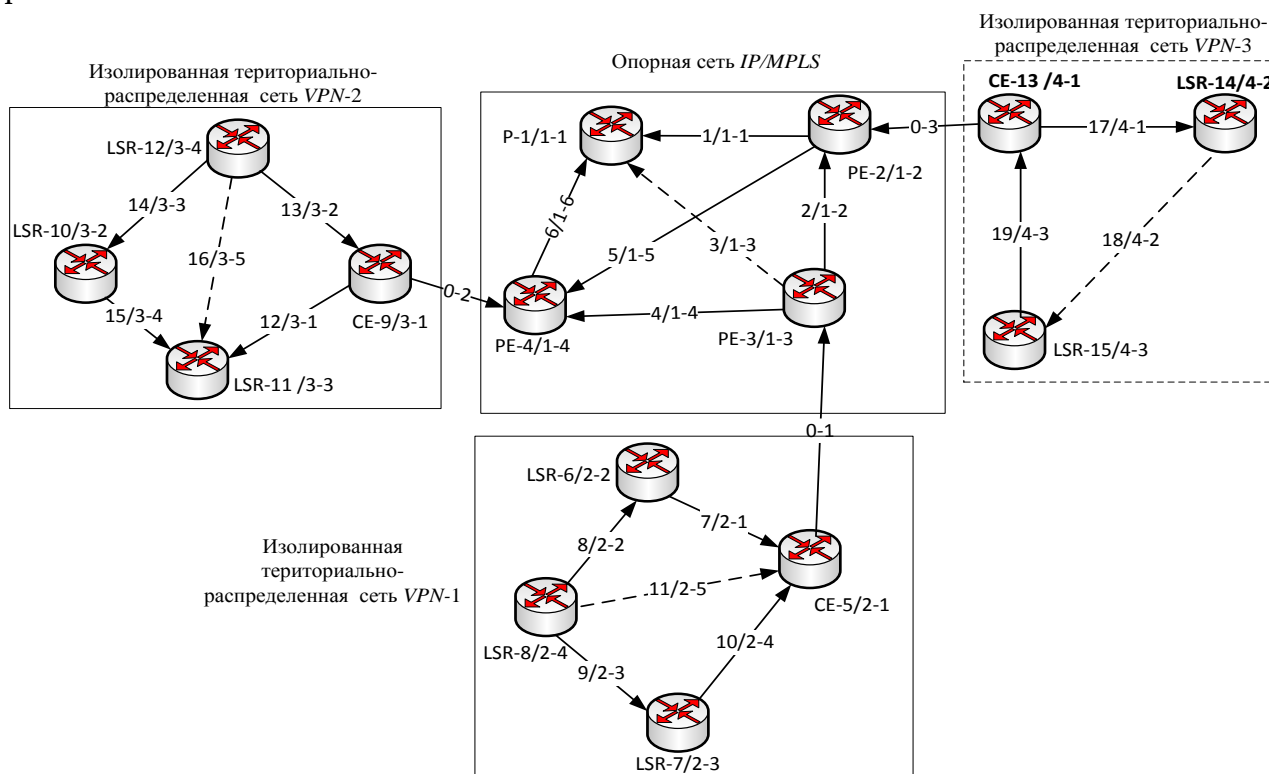 Изолированная териториально-
распределенная сеть VPN-2
LSR-12/3-4
14/3-3
13/3-2
LSR-10/3-2
16/3-5
15/3-4
12/3-1
CE-9/3-1
LSR-11 /3-3
0-2
Опорная сеть IP/MPLS
P-1/1-1
1/1-1
PE-2/1-2
6/1-6
5/1-5
3/1-3
2/1-2
4/1-4
PE-4/1-4
PE-3/1-3
0-3
0-1
Изолированная териториально-
распределенная сеть VPN-3
CE-13 /4-1
LSR-14/4-2
17/4-1
19/4-3
18/4-2
LSR-15/4-3
Изолированная
териториально-
распределенная сеть VPN-1
LSR-6/2-2
7/2-1
8/2-2
11/2-5
CE-5/2-1
LSR-8/2-4
10/2-4
9/2-3
LSR-7/2-3